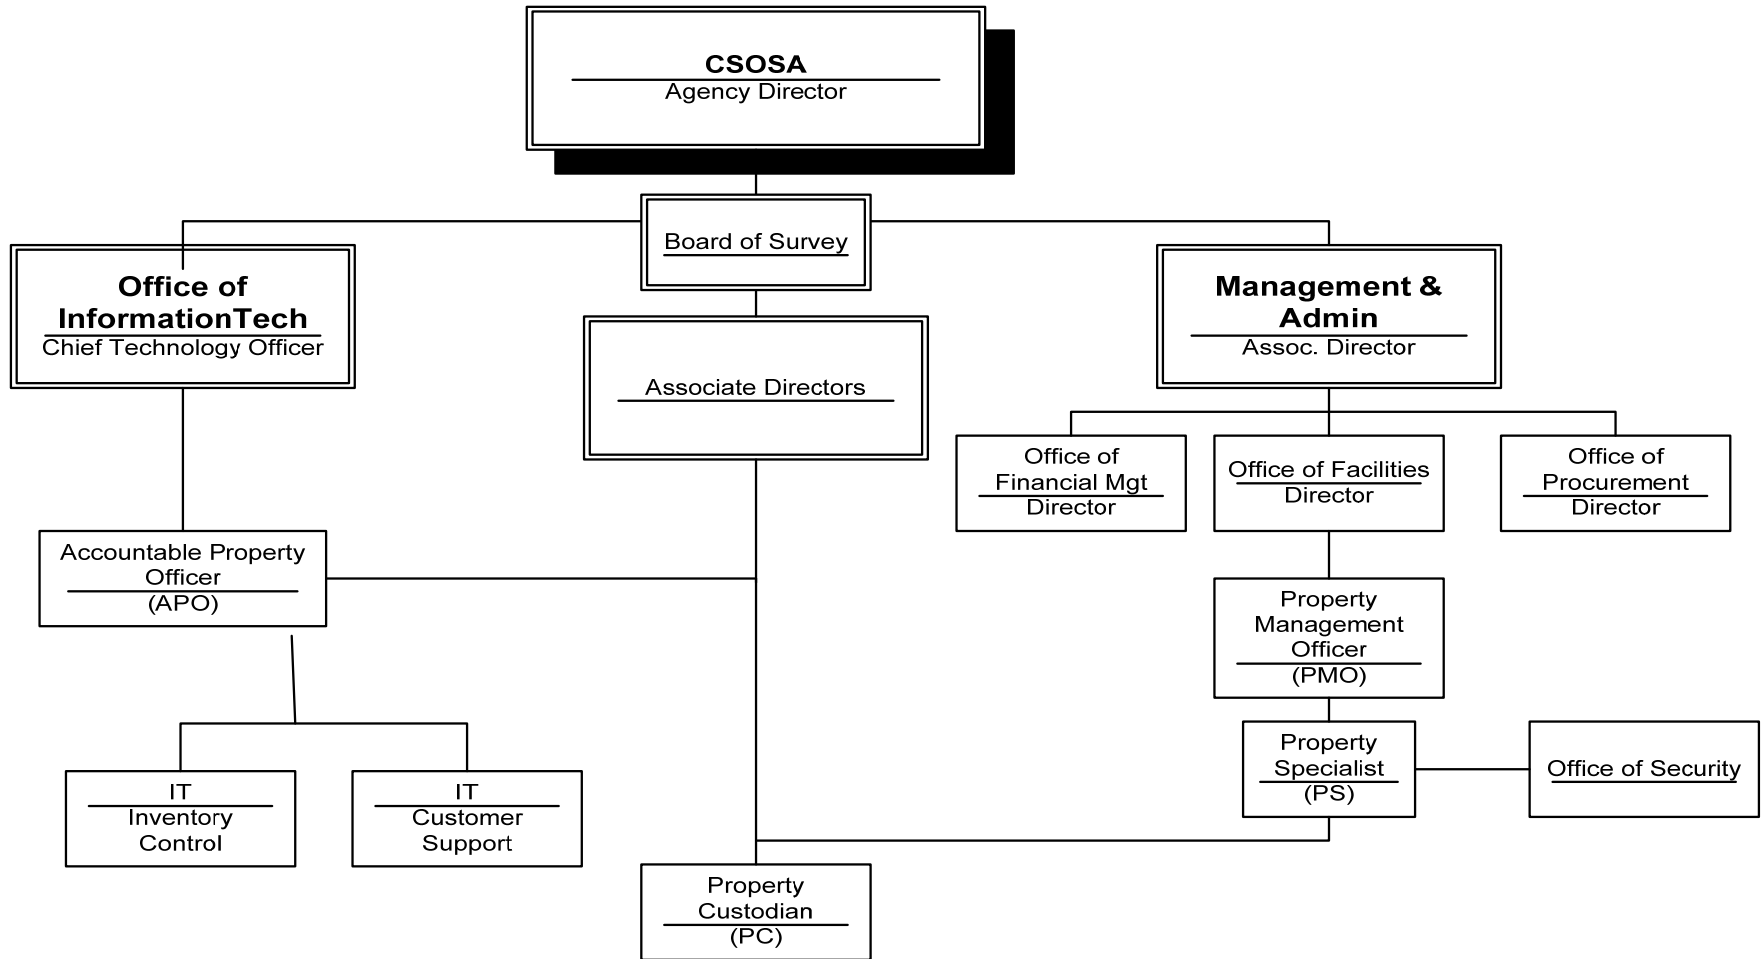 CSOSA
Agency Director
Board of Survey
Office of
InformationTech
Chief Technology Officer
Associate Directors
Management &
Admin
Assoc. Director
Office of
Financial Mgt
Director
Office of Facilities
Director
Office of
Procurement
Director
Accountable Property
Officer
(APO)
Property
Management
Officer
(PMO)
Property
Specialist
(PS)
Office of Security
IT
Inventory
Control
IT
Customer
Support
Property
Custodian
(PC)